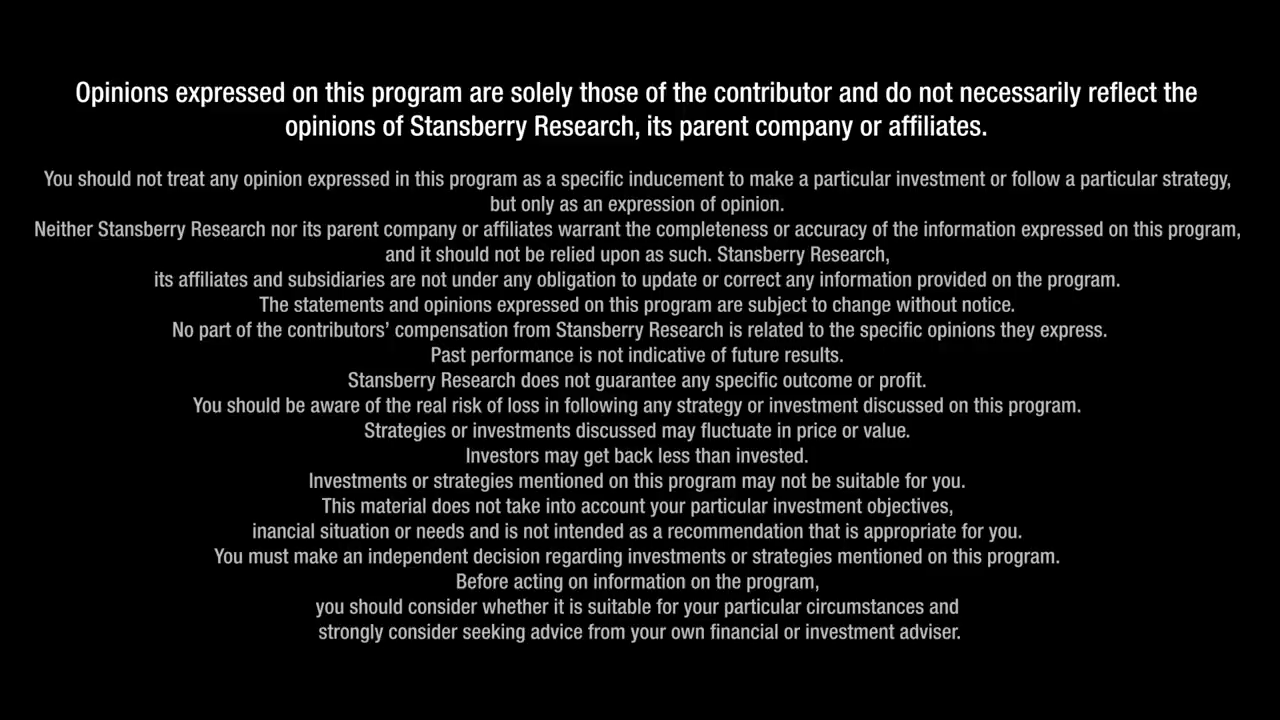 Opinions expressed on this program are solely those of the contributor and do not necessarily reflect the
opinions of Stansberry Research, its parent company or affiliates.
You should not treat any opinion expressed in this program as a specific inducement to make a particular investment or follow a particular strategy,
but only as an expression of opinion.
Neither Stansberry Research nor its parent company or affiliates warrant the completeness or accuracy of the information expressed on this program,
and it should not be relied upon as such. Stansberry Research,
its affiliates and subsidiaries are not under any obligation to update or correct any information provided on the program.
The statements and opinions expressed on this program are subject to change without notice.
No part of the contributors’ compensation from Stansberry Research is related to the specific opinions they express.
Past performance is not indicative of future results.
Stansberry Research does not guarantee any specific outcome or profit.
You should be aware of the real risk of loss in following any strategy or investment discussed on this program.
Strategies or investments discussed may fluctuate in price or value.
Investors may get back less than invested.
Investments or strategies mentioned on this program may not be suitable for you.
This material does not take into account your particular investment objectives,
inancial situation or needs and is not intended as a recommendation that is appropriate for you.
You must make an independent decision regarding investments or strategies mentioned on this program.
Before acting on information on the program,
you should consider whether it is suitable for your particular circumstances and
strongly consider seeking advice from your own financial or investment adviser.